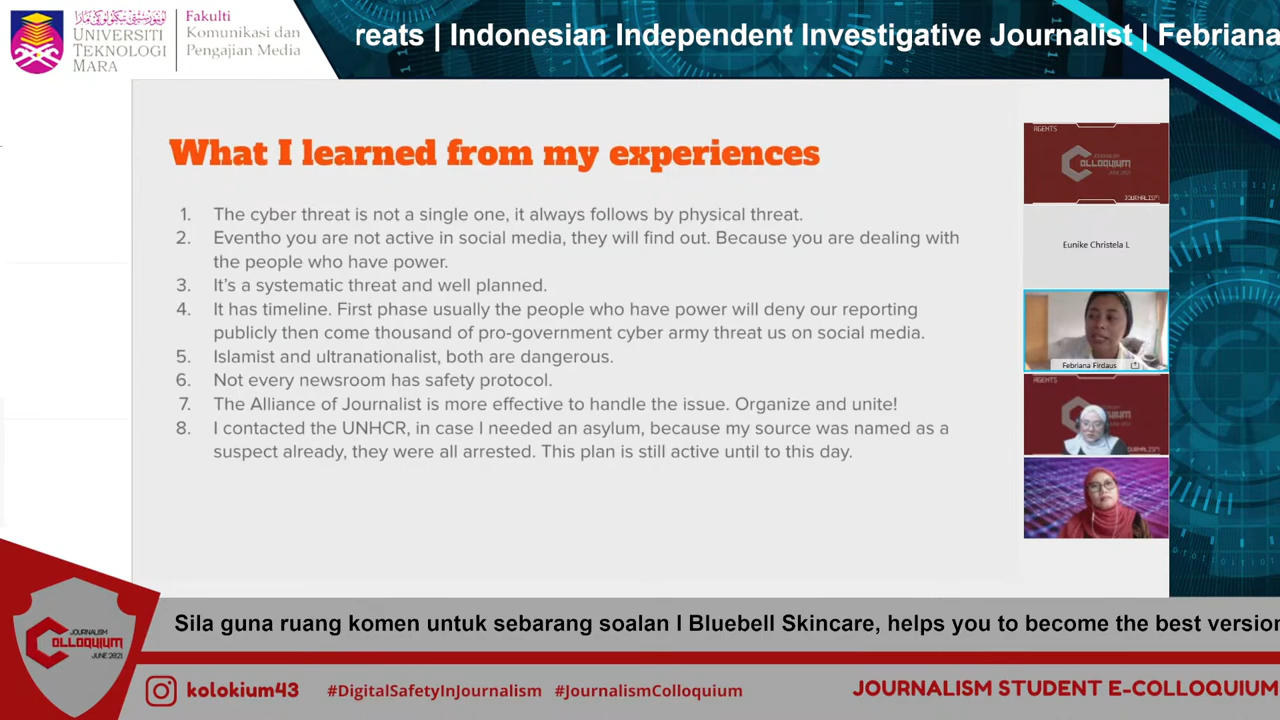 UNIVERSITI
TEKNOLOGI
MARA
Fakulti
Komunikasi dan
Pengajian Media
reats | Indonesian Independent Investigative Journalist | Febriana
What I learned from my experiences
1. The cyber threat is not a single one, it always follows by physical threat.
2. Eventho you are not active in social media, they will find out. Because you are dealing with
the people who have power.
3. It's a systematic threat and well planned.
4. It has timeline. First phase usually the people who have power will deny our reporting
publicly then come thousand of pro-government cyber army threat us on social media.
5. Islamist and ultranationalist, both are dangerous.
6. Not every newsroom has safety protocol.
7. The Alliance of Journalist is more effective to handle the issue. Organize and unite!
8. I contacted the UNHCR, in case I needed an asylum, because my source was named as a
suspect already, they were all arrested. This plan is still active until to this day.
AGENTS
JOURNALISM
COLLOQUIUM
JUNE 2021
JOURNALISM
Eunike Christela L
Febriana Firdaus
AGENTS
JOURNALISM
COLLOQUIUM
JUNE 2021
Sila guna ruang komen untuk sebarang soalan I Bluebell Skincare, helps you to become the best version
kolokium43
#DigitalSafetyInJournalism #JournalismColloquium
JOURNALISM STUDENT E-COLLOQUIUM